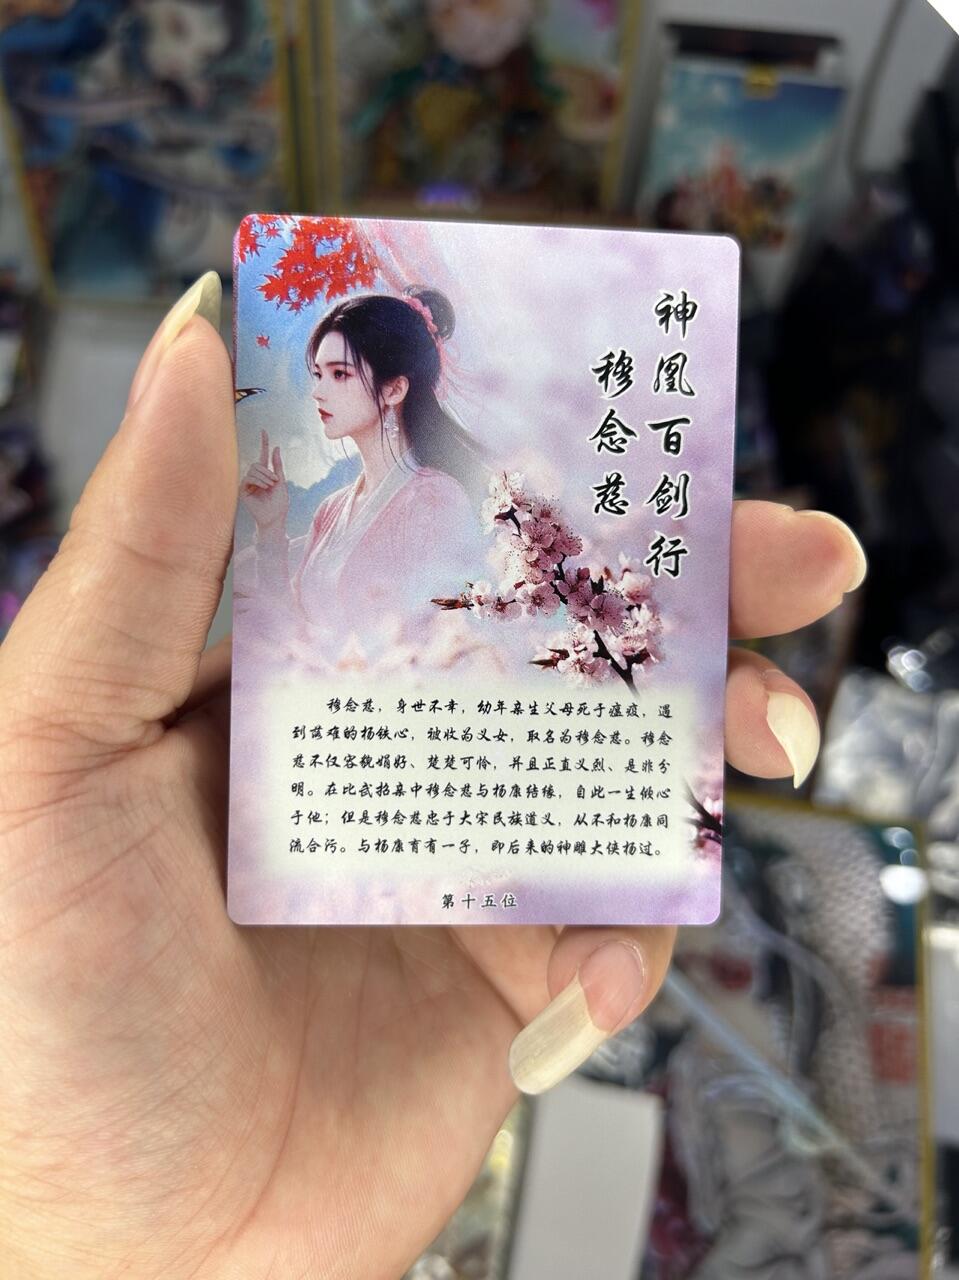 神凰百剑行
穆念慈
穆念慈，身世不幸，幼年亲生父母死于瘟疫，遇
到落难的杨铁心，被收为义女，取名为穆念慈。穆念
慈不仅容貌娟好、楚楚可怜，并且正直义烈、是非分
明。在比武招亲中穆念慈与杨康结缘，自此一生倾心
于他；但是穆念慈忠于大宋民族道义，从不和杨康同
流合污。与杨康育有一子，即后来的神雕大侠杨过。
第十五位